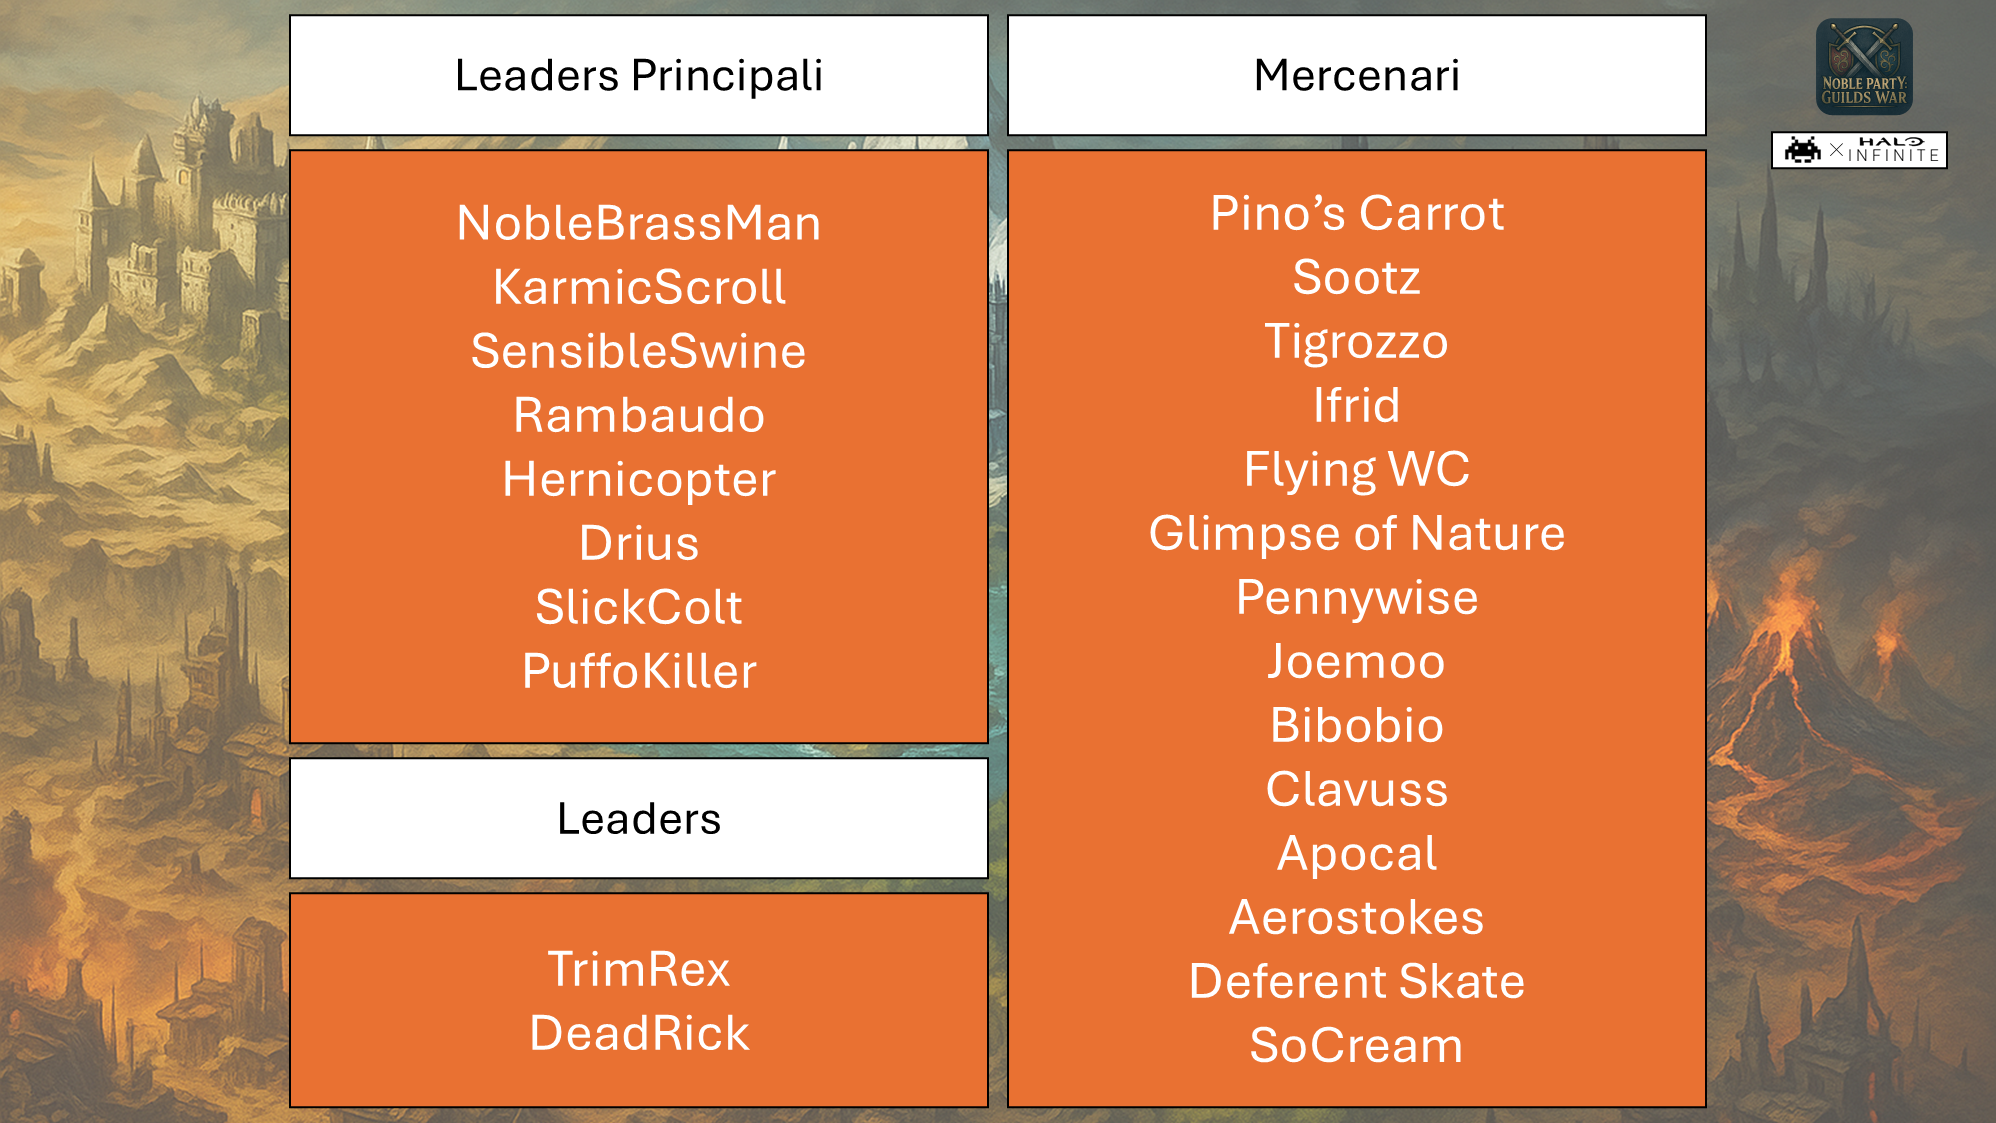 Leaders Principali
NobleBrassMan
KarmicScroll
SensibleSwine
Rambaudo
Hernicopter
Drius
SlickColt
PuffoKiller
Leaders
TrimRex
DeadRick
Mercenari
Pino’s Carrot
Sootz
Tigrozzo
Ifrid
Flying WC
Glimpse of Nature
Pennywise
Joemoo
Bibobio
Clavuss
Apocal
Aerostokes
Deferent Skate
SoCream
NOBLE PARTY:
GUILDS WAR
× HALO
INFINITE